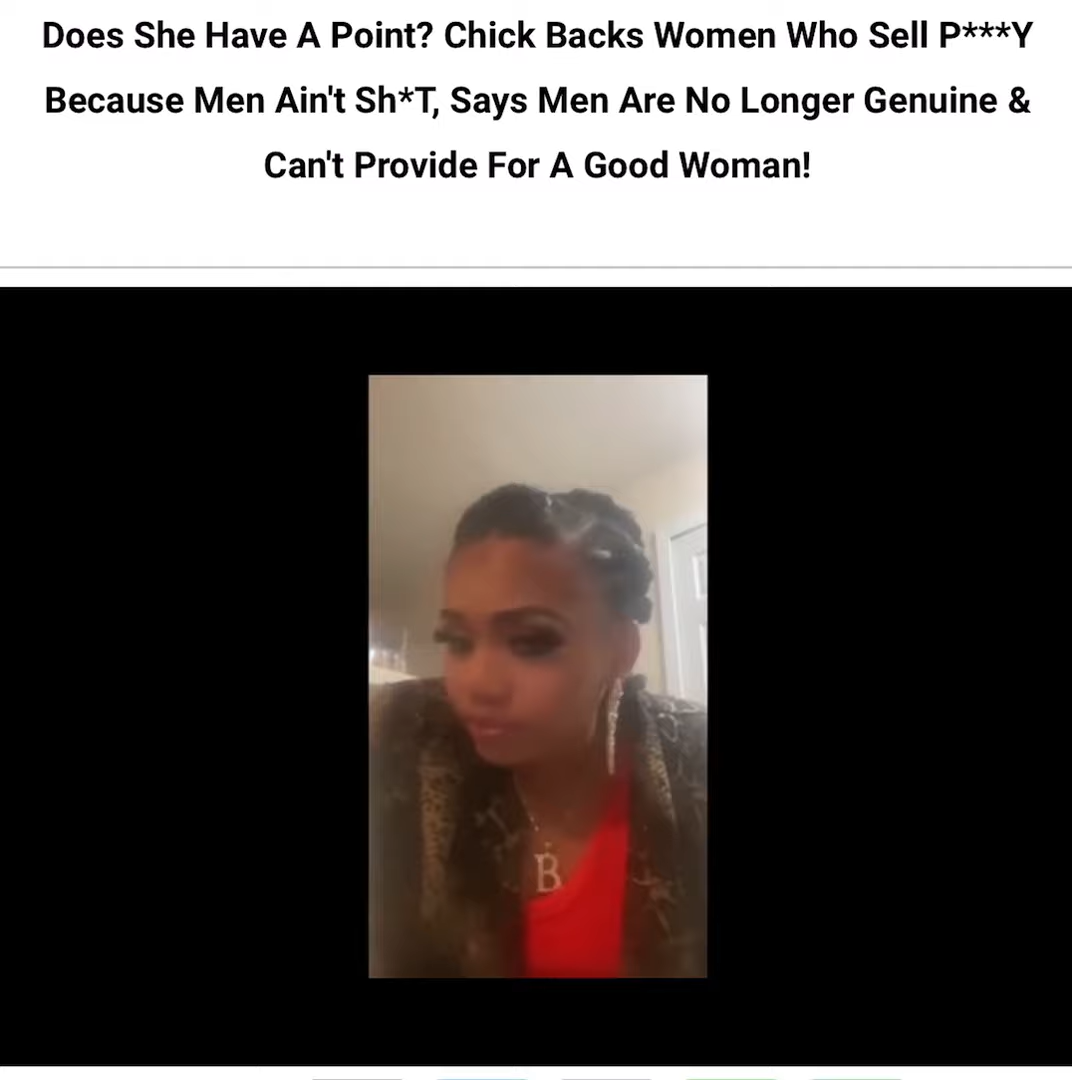 Does She Have A Point? Chick Backs Women Who Sell P***Y
Because Men Ain't Sh*T, Says Men Are No Longer Genuine &
Can't Provide For A Good Woman!
B